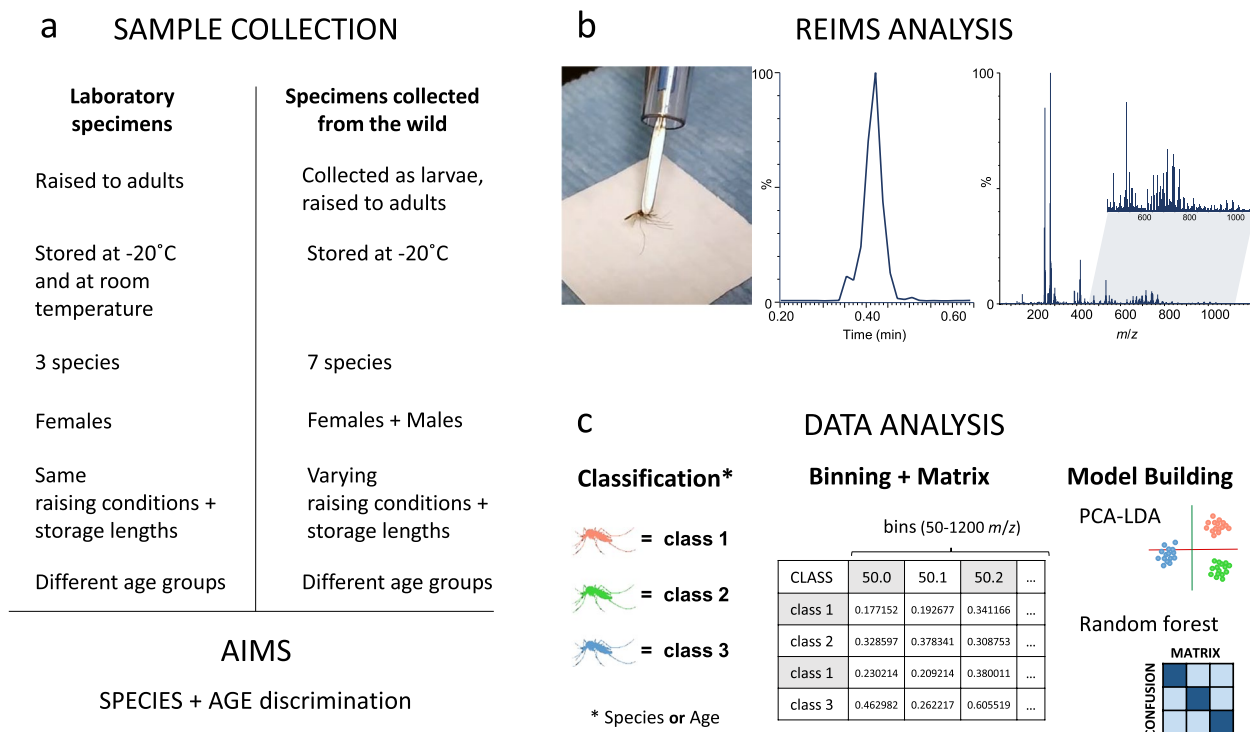 a
SAMPLE COLLECTION
Laboratory
specimens
Raised to adults
Stored at -20˚C
and at room
temperature
3 species
Females
Same
raising conditions +
storage lengths
Different age groups
Specimens collected
from the wild
Collected as larvae,
raised to adults
Stored at -20˚C
7 species
Females + Males
Varying
raising conditions +
storage lengths
Different age groups
AIMS
SPECIES + AGE discrimination
b
REIMS ANALYSIS
100
%
0
0.20 0.40 0.60
Time (min)
100
%
0
200 400 600 800 1000
m/z
600 800 1000
c
DATA ANALYSIS
Classification*
= class 1
= class 2
= class 3
* Species or Age
Binning + Matrix
bins (50-1200 m/z)
CLASS 50.0 50.1 50.2 ...
class 1 0.177152 0.192677 0.341166 ...
class 2 0.328597 0.378341 0.308753 ...
class 1 0.230214 0.209214 0.380011 ...
class 3 0.462982 0.262217 0.605519 ...
Model Building
PCA-LDA
Random forest
MATRIX
CONFUSION